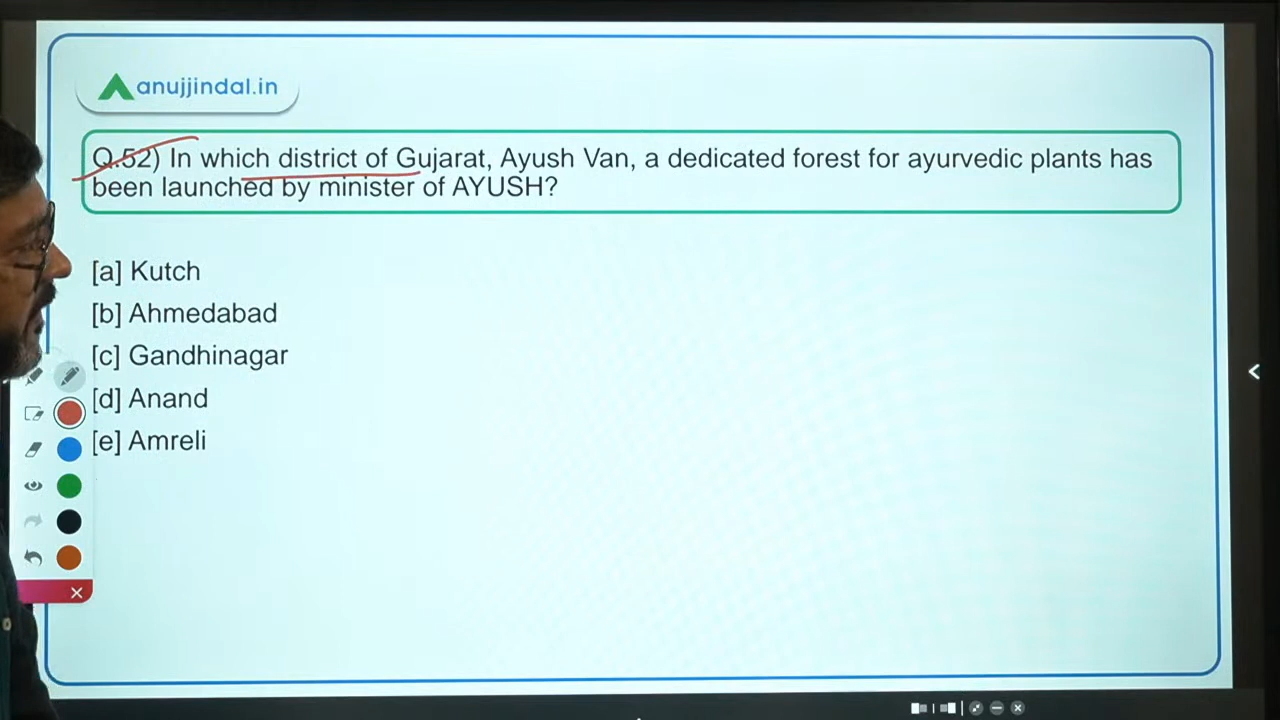 anujjindal.in
Q.52) In which district of Gujarat, Ayush Van, a dedicated forest for ayurvedic plants has
been launched by minister of AYUSH?
[a] Kutch
[b] Ahmedabad
[c] Gandhinagar
[d] Anand
[e] Amreli